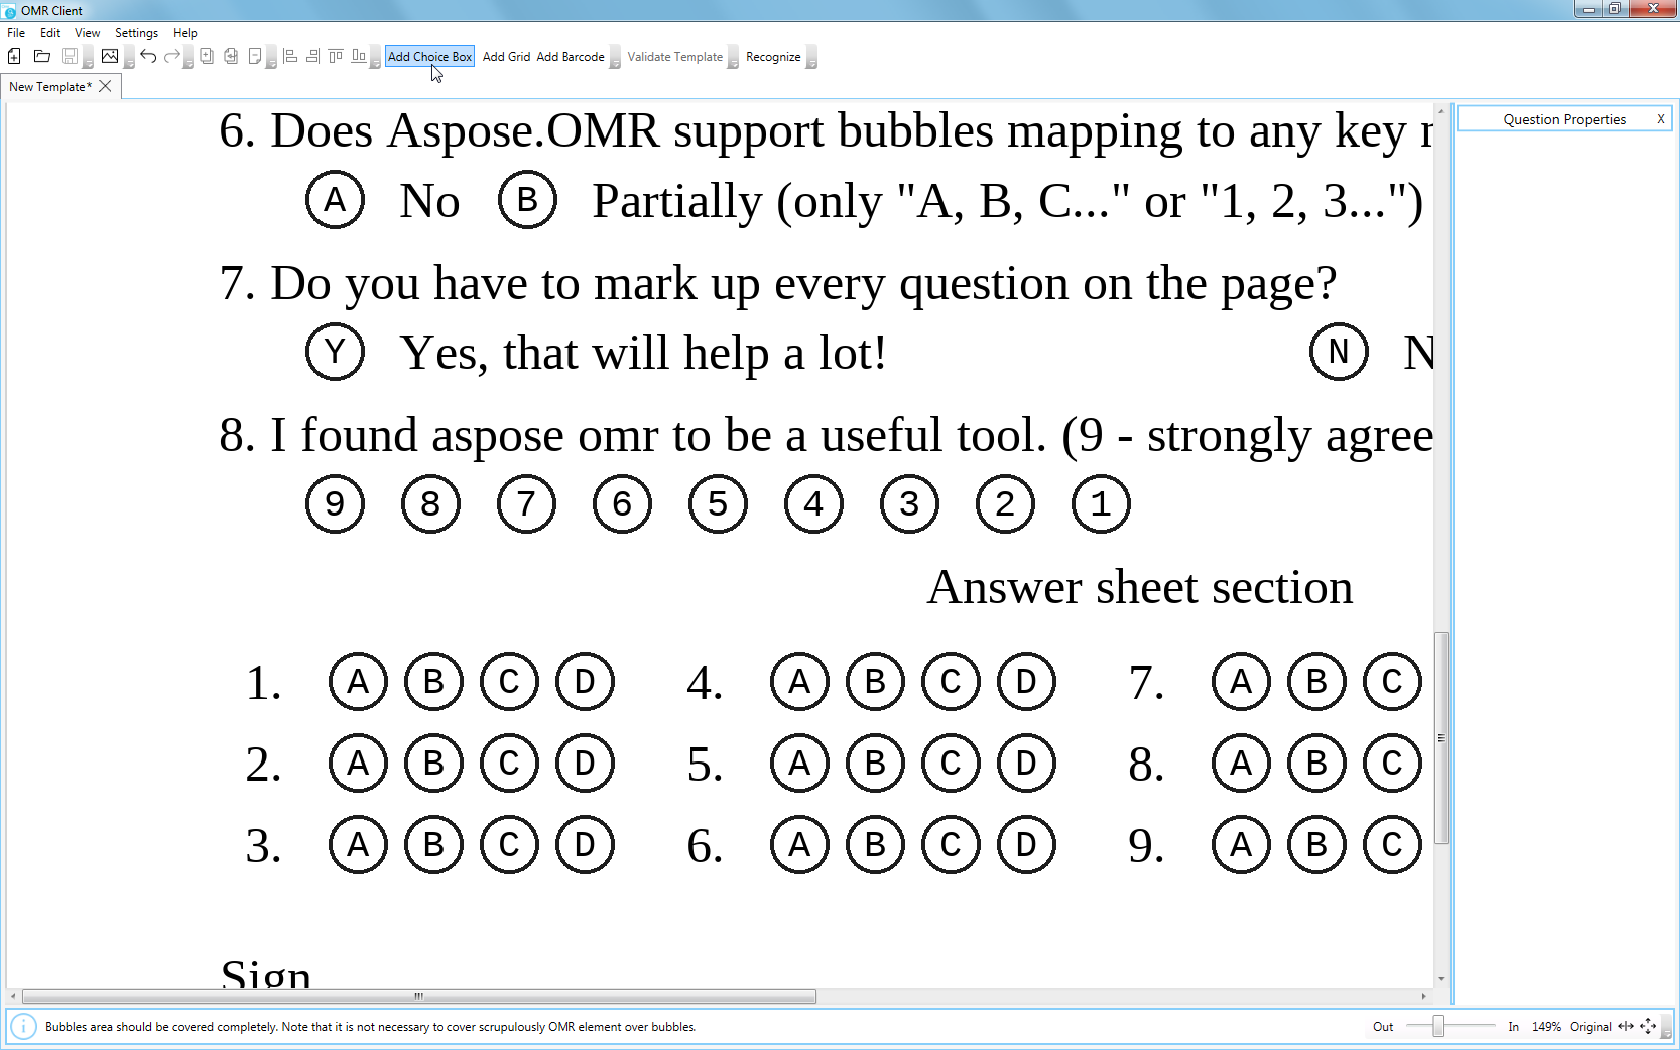 OMR Client
File Edit View Settings Help
Add Choice Box Add Grid Add Barcode Validate Template Recognize
New Template*
6. Does Aspose.OMR support bubbles mapping to any key
A No B Partially (only "A, B, C..." or "1, 2, 3...")
7. Do you have to mark up every question on the page?
Y Yes, that will help a lot! N N
8. I found aspose omr to be a useful tool. (9 - strongly agree
9 8 7 6 5 4 3 2 1
Answer sheet section
1. A B C D 4. A B C D 7. A B C
2. A B C D 5. A B C D 8. A B C
3. A B C D 6. A B C D 9. A B C
Sign
Question Properties X
Bubbles area should be covered completely. Note that it is not necessary to cover scrupulously OMR element over bubbles.
Out In 149% Original